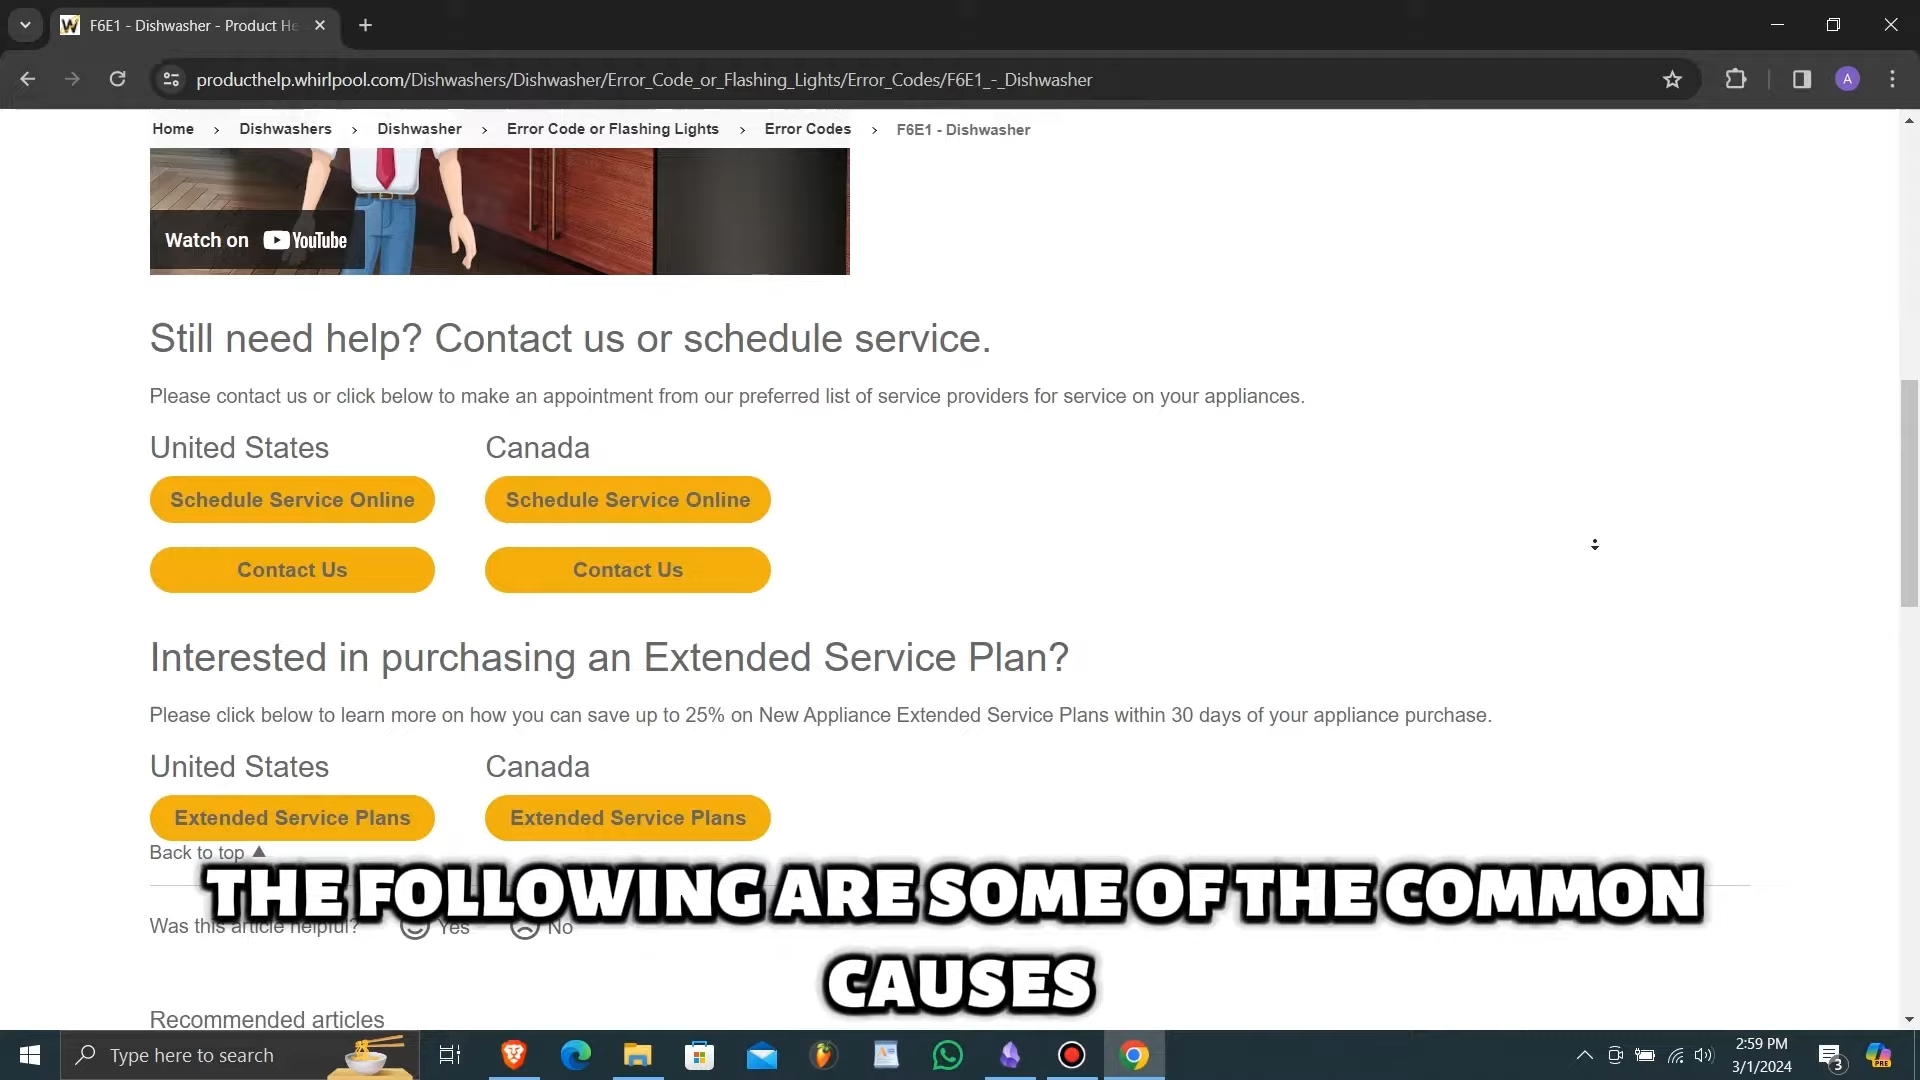 F6E1 - Dishwasher - Product He
producthelp.whirlpool.com/Dishwashers/Dishwasher/Error_Code_or_Flashing_Lights/Error_Codes/F6E1_-_Dishwasher
A
Home > Dishwashers > Dishwasher > Error Code or Flashing Lights > Error Codes > F6E1 - Dishwasher
Watch on YouTube
Still need help? Contact us or schedule service.
Please contact us or click below to make an appointment from our preferred list of service providers for service on your appliances.
United States Canada
Schedule Service Online Schedule Service Online
Contact Us Contact Us
Interested in purchasing an Extended Service Plan?
Please click below to learn more on how you can save up to 25% on New Appliance Extended Service Plans within 30 days of your appliance purchase.
United States Canada
Extended Service Plans Extended Service Plans
Back to top
THE FOLLOWING ARE SOME OF THE COMMON
Was this article helpful? Yes No
CAUSES
Recommended articles
Type here to search
2:59 PM
3/1/2024
3
PRE